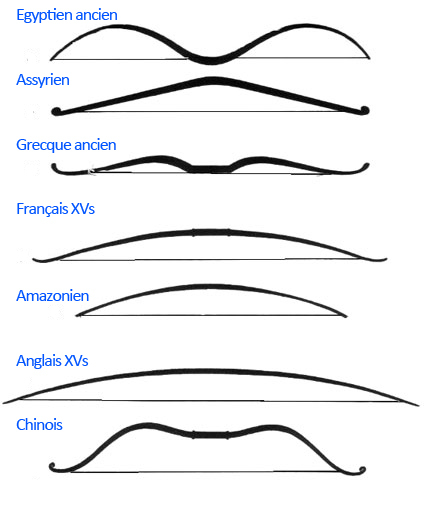 Egyptien ancien
Assyrien
Grecque ancien
Français XVs
Amazonien
Anglais XVs
Chinois